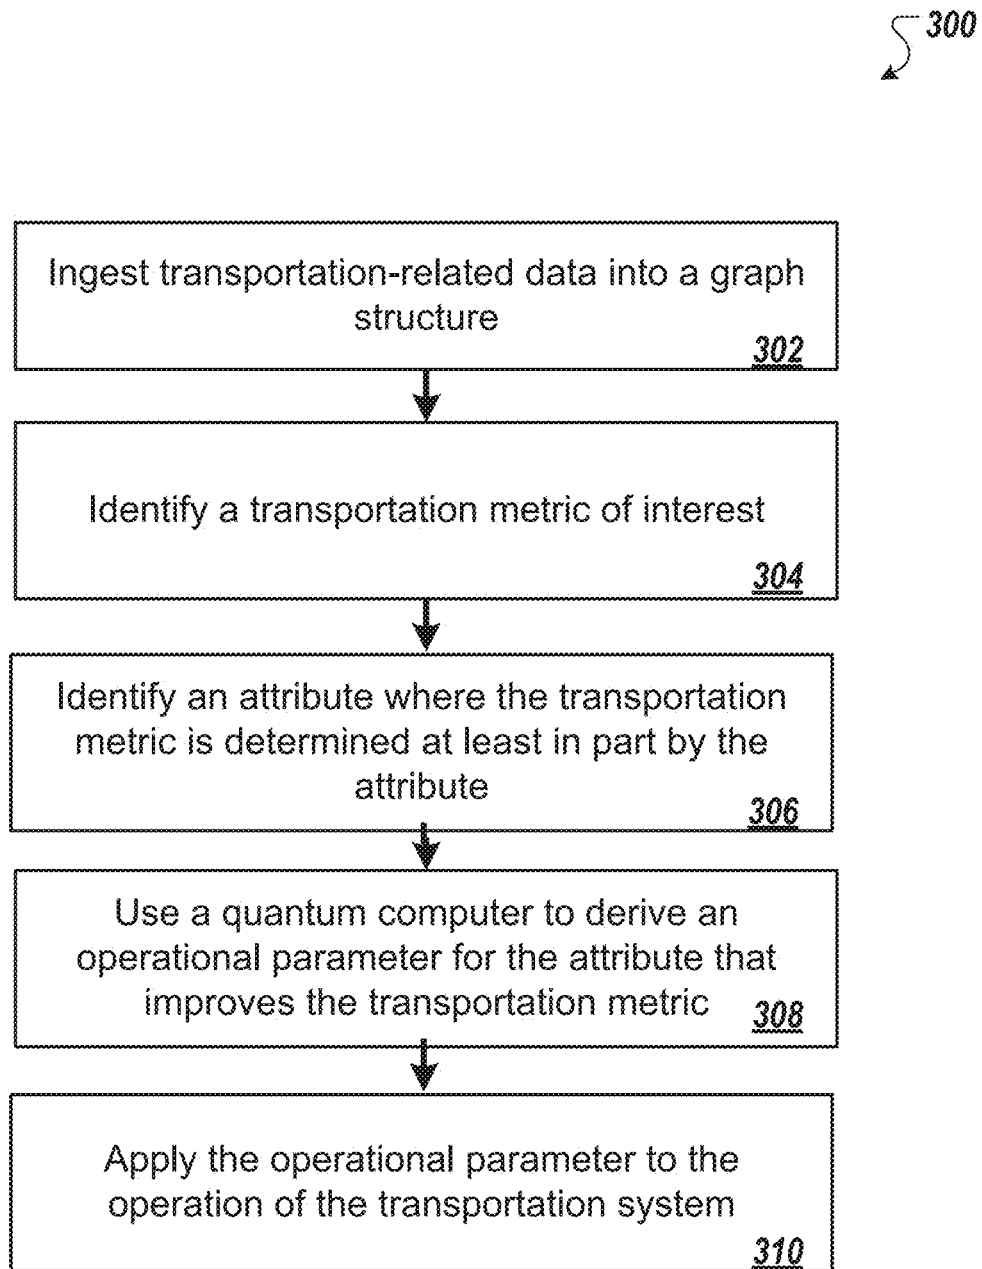 300
Ingest transportation-related data into a graph
structure
302
Identify a transportation metric of interest
304
Identify an attribute where the transportation
metric is determined at least in part by the
attribute
306
Use a quantum computer to derive an
operational parameter for the attribute that
improves the transportation metric
308
Apply the operational parameter to the
operation of the transportation system
310